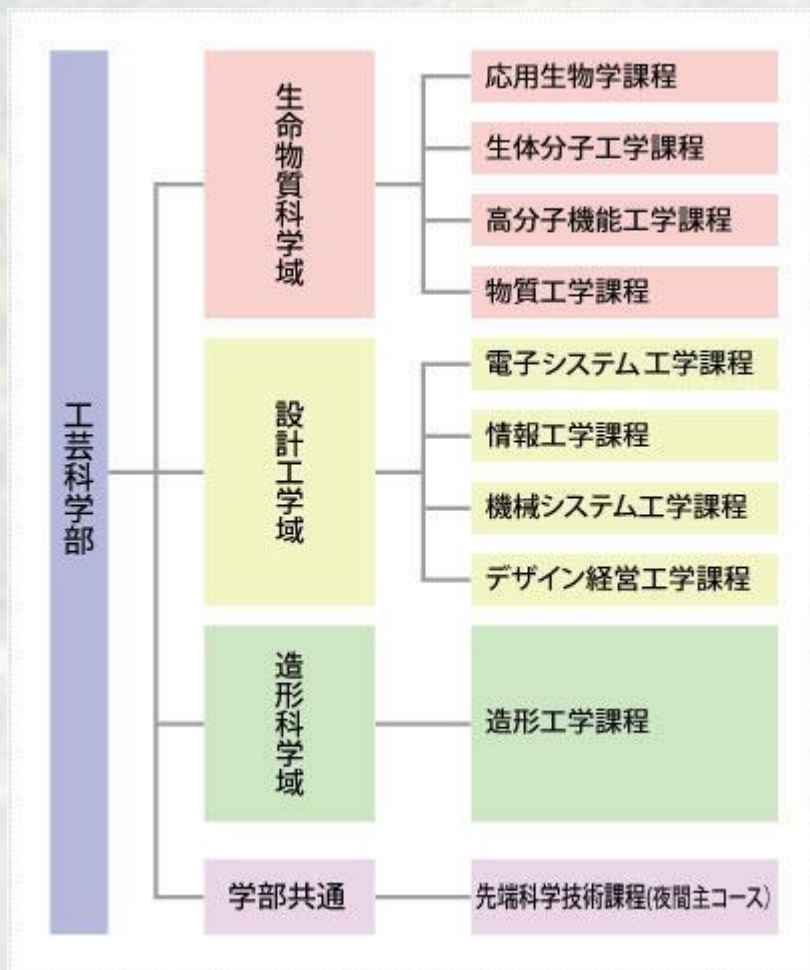 工芸科学部
生命物質科学域
応用生物学課程
生体分子工学課程
高分子機能工学課程
物質工学課程
設計工学域
電子システム工学課程
情報工学課程
機械システム工学課程
デザイン経営工学課程
造形科学域
造形工学課程
学部共通
先端科学技術課程(夜間主コース)